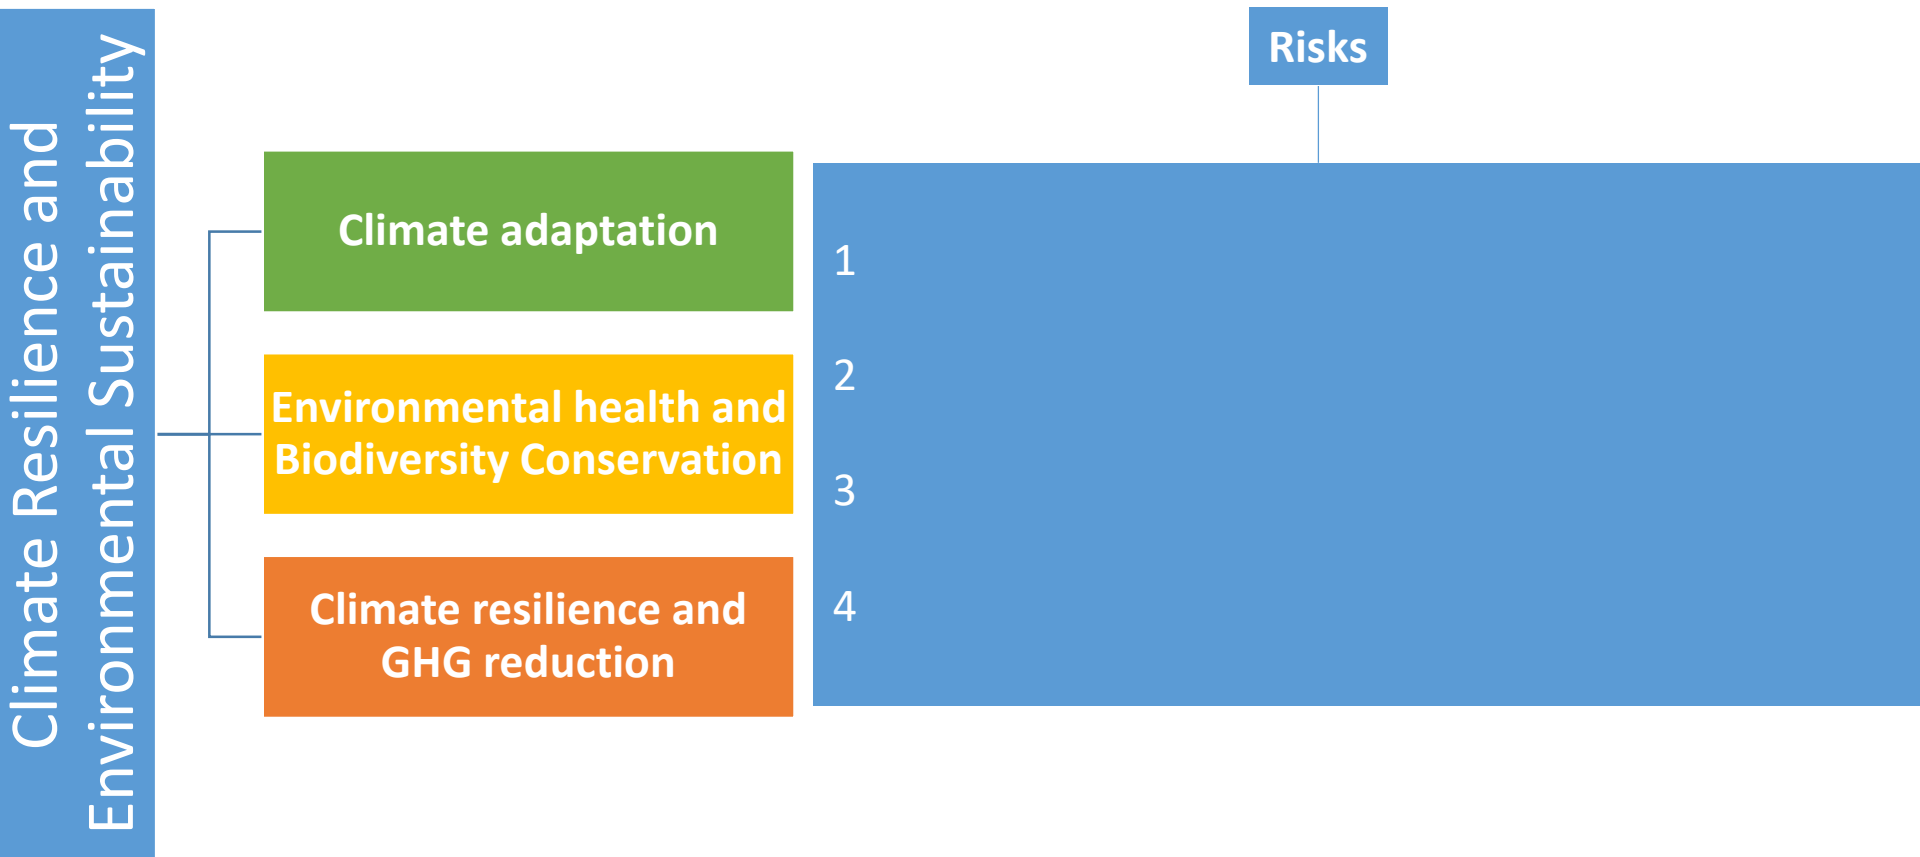 Climate Resilience and
Environmental Sustainability
Climate adaptation
Environmental health and
Biodiversity Conservation
Climate resilience and
GHG reduction
Risks
1
2
3
4